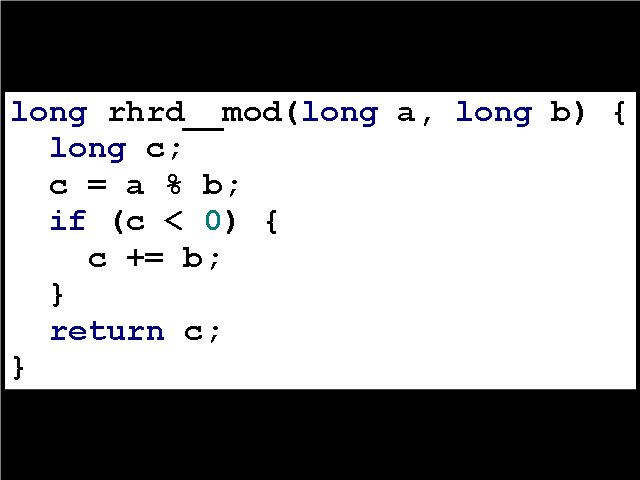 long rhrd__mod(long a, long b) {
  long c;
  c = a % b;
  if (c < 0) {
    c += b;
  }
  return c;
}